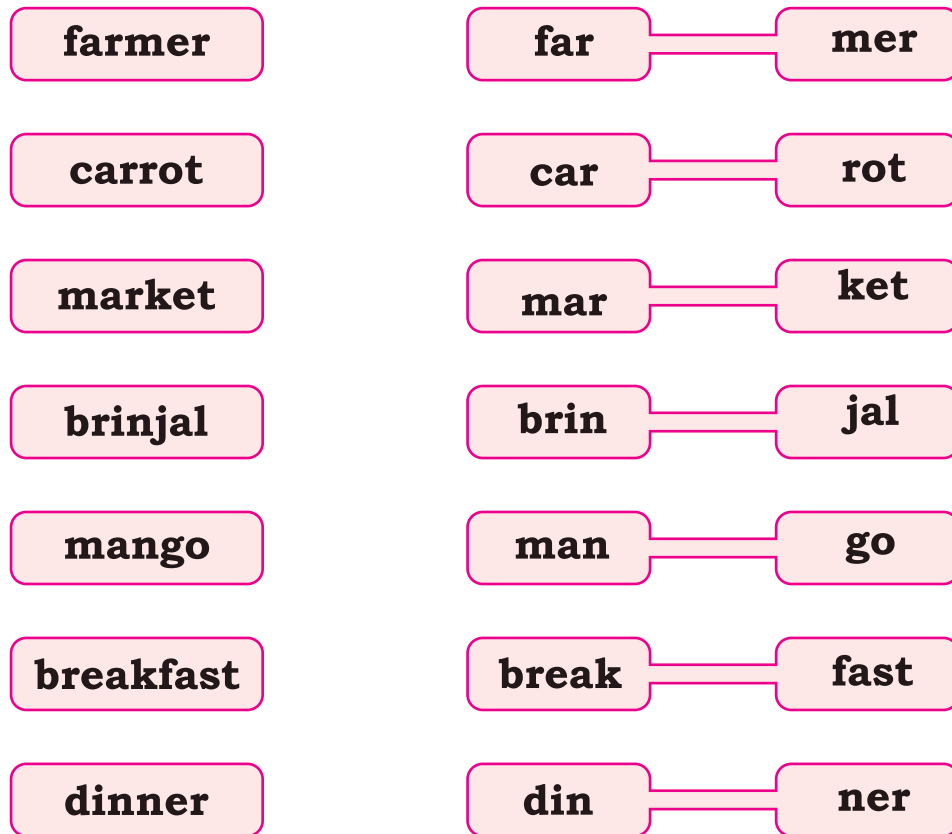 farmer far mer
carrot car rot
market mar ket
brinjal brin jal
mango man go
breakfast break fast
dinner din ner